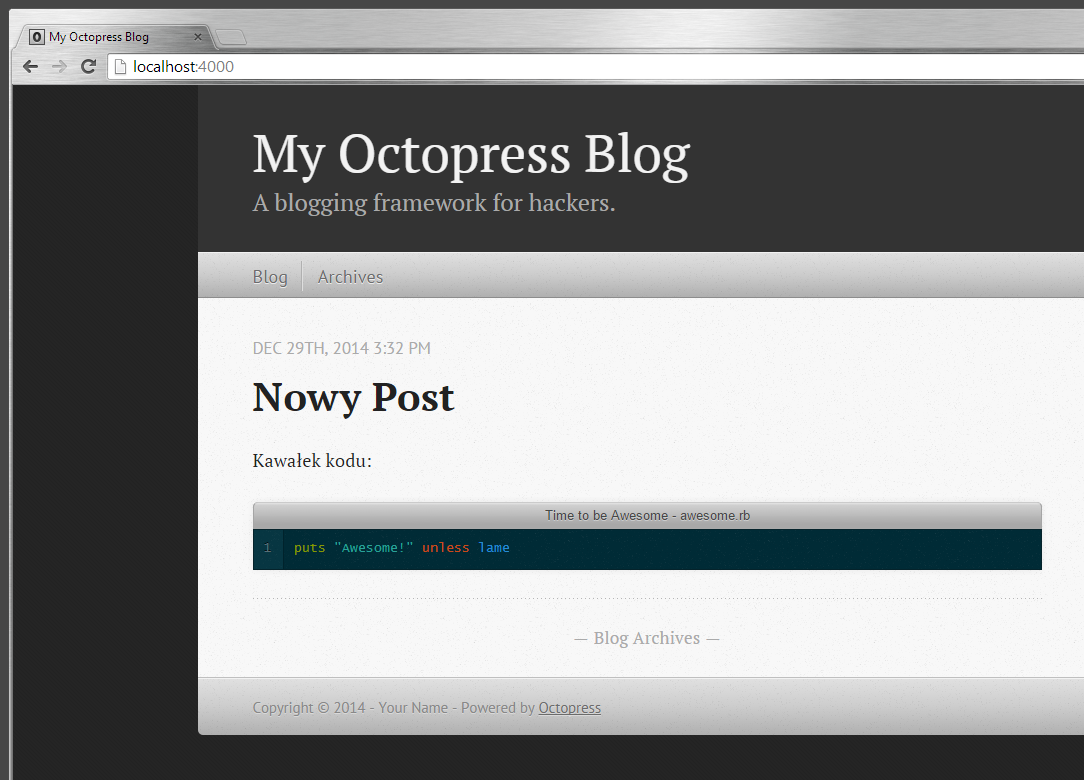 My Octopress Blog
localhost:4000
My Octopress Blog
A blogging framework for hackers.
Blog Archives
DEC 29TH, 2014 3:32 PM
Nowy Post
Kawałek kodu:
Time to be Awesome - awesome.rb
1 puts "Awesome!" unless lame
— Blog Archives —
Copyright © 2014 - Your Name - Powered by Octopress